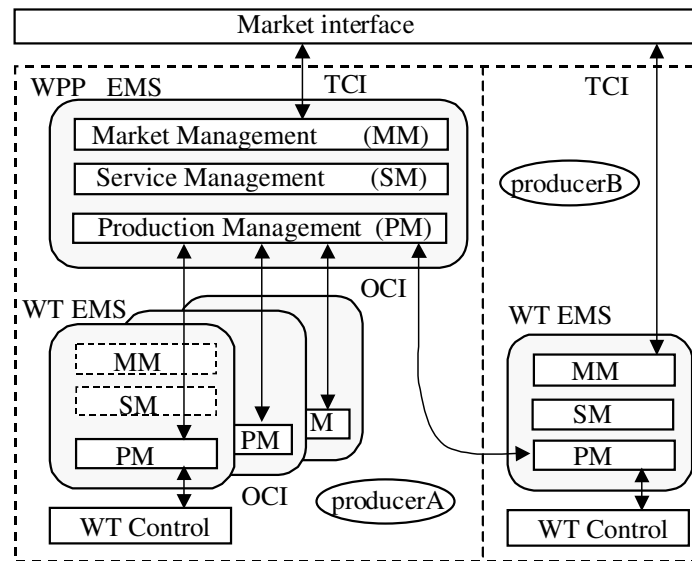 Market interface
WPP EMS
TCI
TCI
Market Management (MM)
Service Management (SM)
Production Management (PM)
producerB
OCI
WT EMS
WT EMS
MM
SM
PM
PM
M
MM
SM
PM
OCI
producerA
WT Control
WT Control